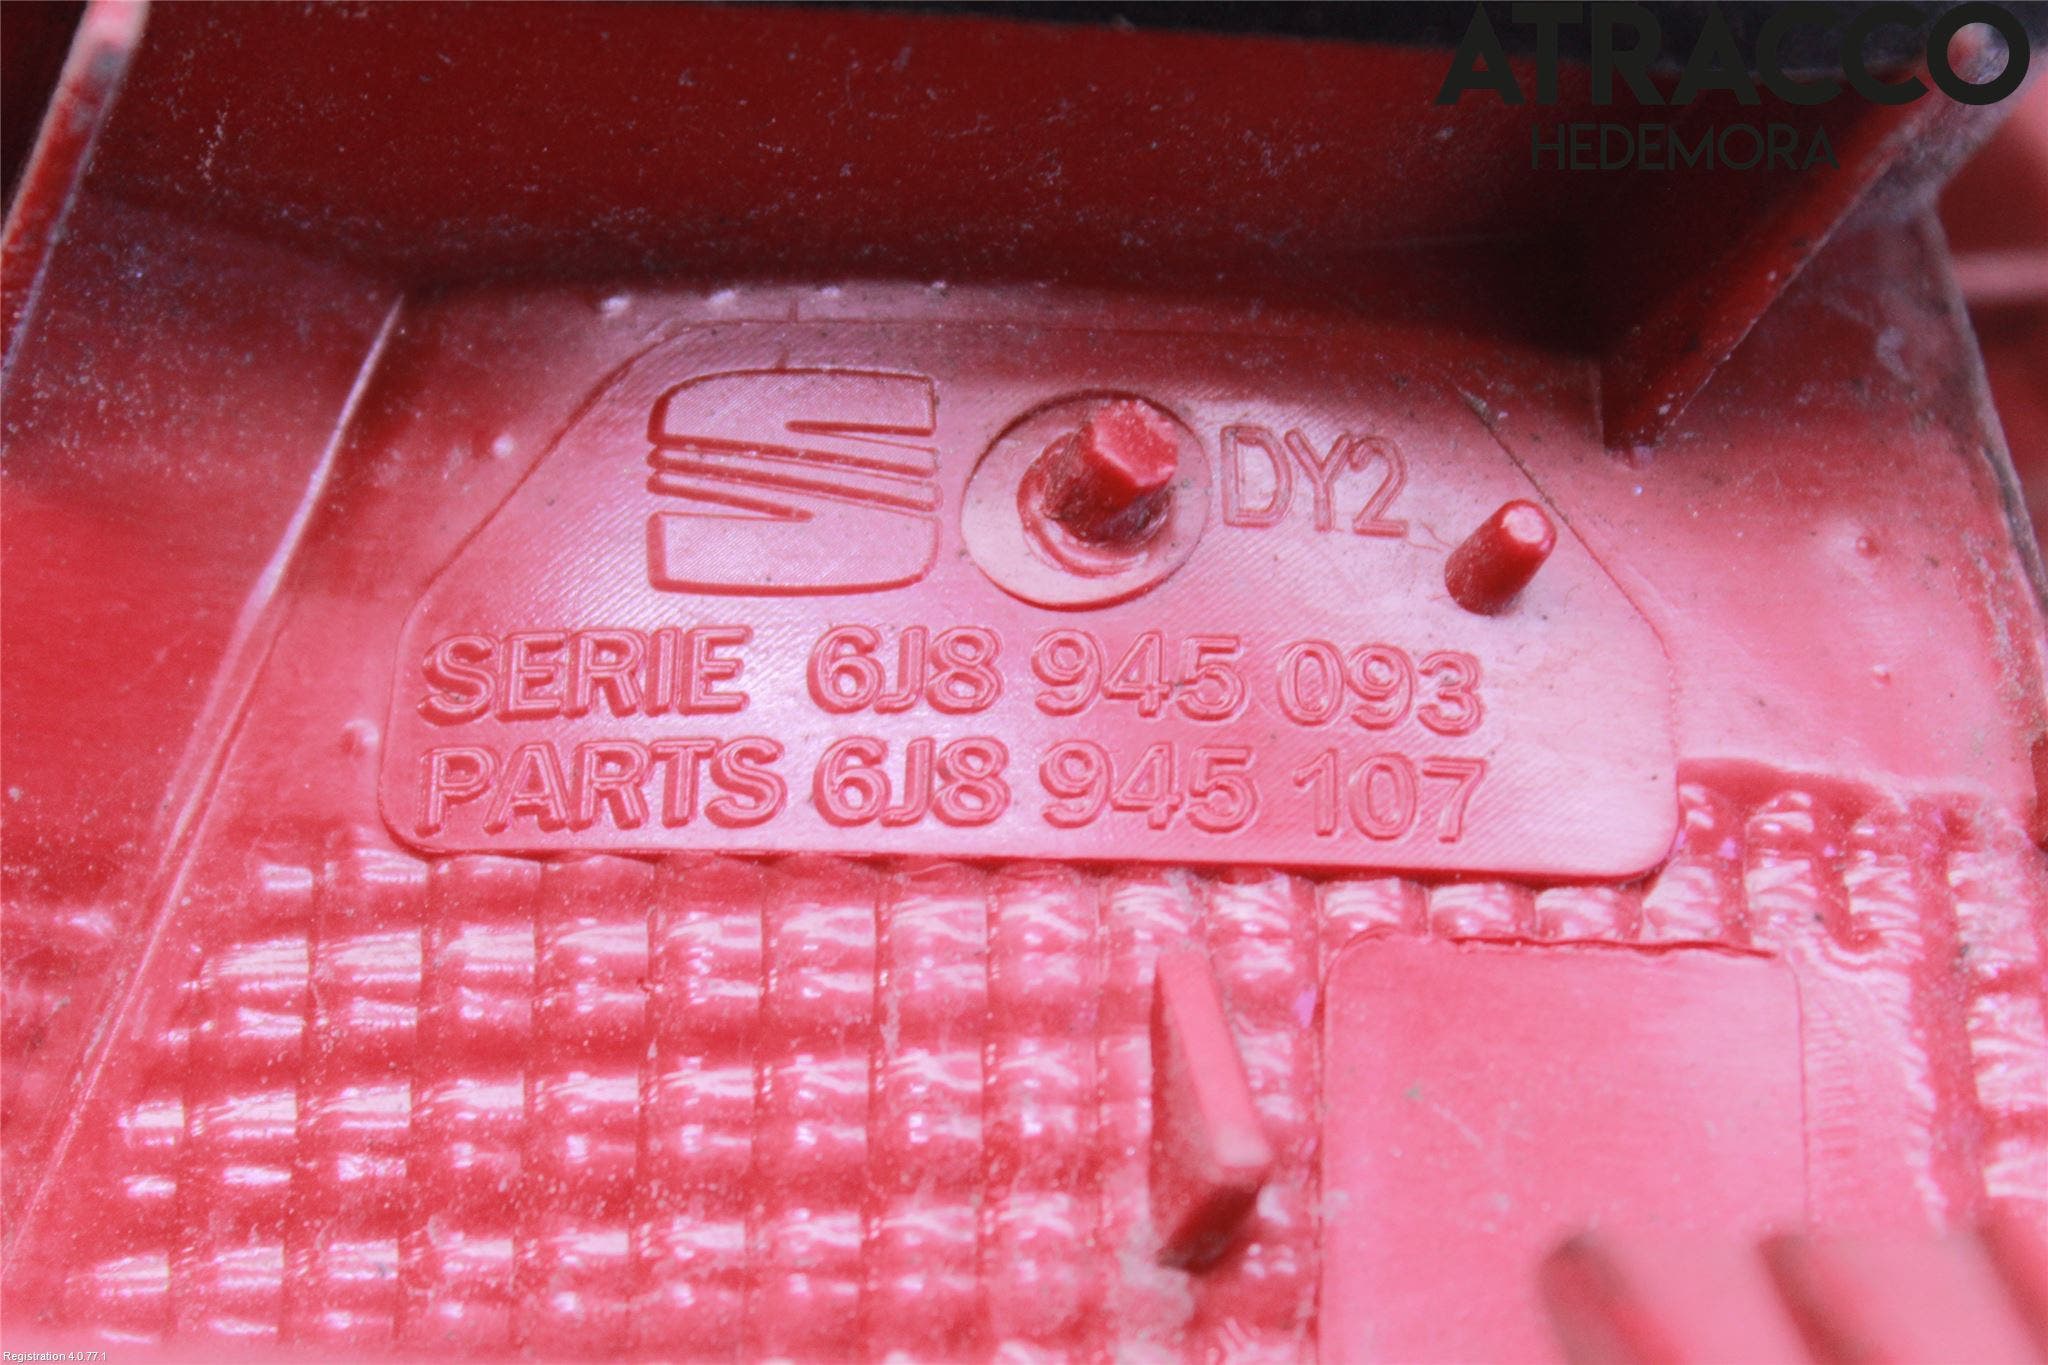 ATRACCO
HEDEMORA
DY2
SERIE 6J8 945 093
PARTS 6J8 945 107
Registration 4.0.77.1